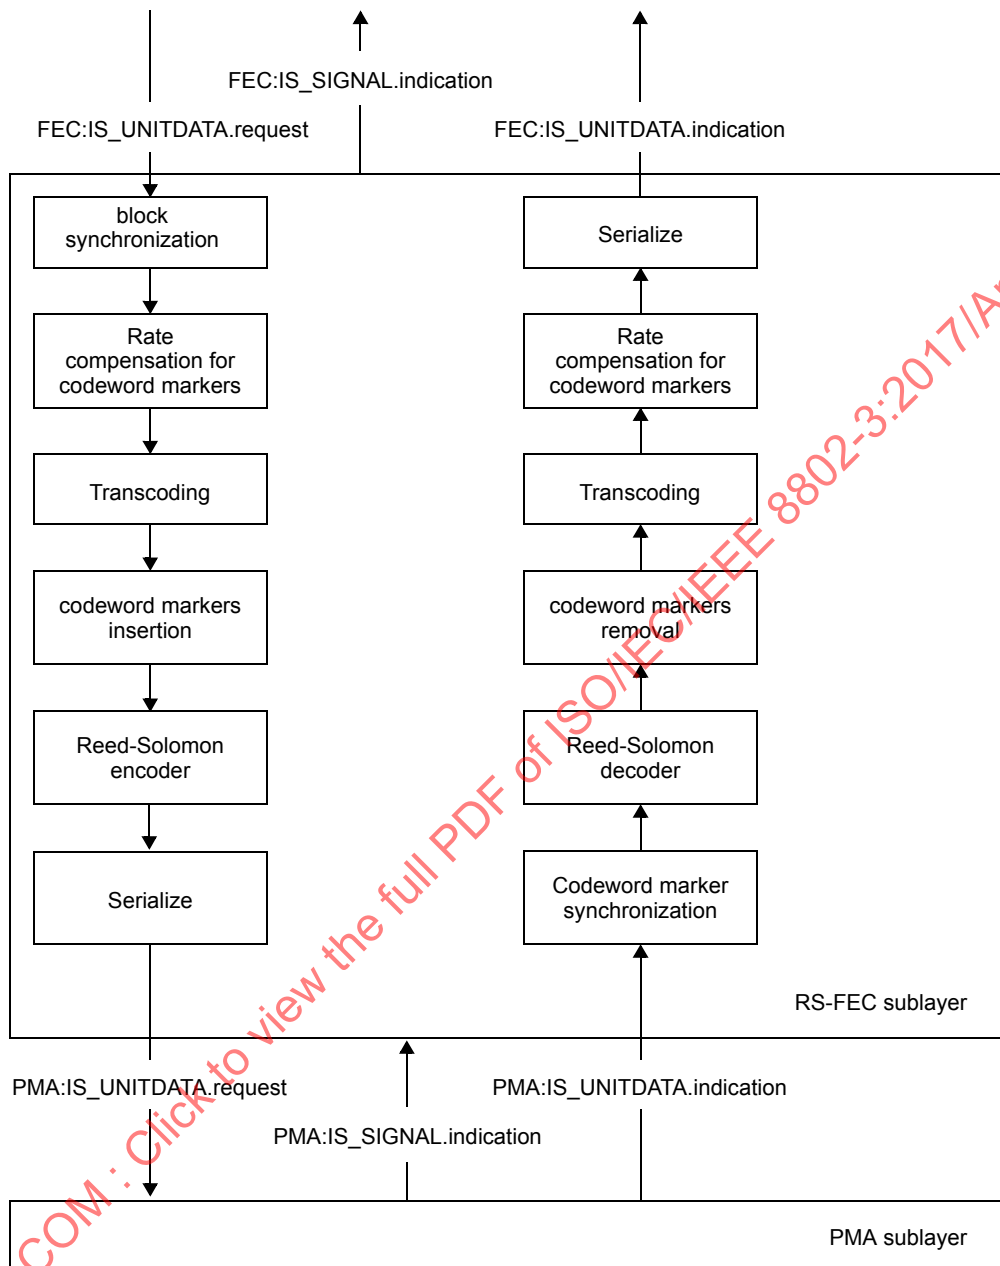 FEC:IS_SIGNAL.indication
FEC:IS_UNITDATA.request
FEC:IS_UNITDATA.indication
block
synchronization
Serialize
Rate
compensation for
codeword markers
Rate
compensation for
codeword markers
Transcoding
Transcoding
codeword markers
insertion
codeword markers
removal
Reed-Solomon
encoder
Reed-Solomon
decoder
Serialize
Codeword marker
synchronization
RS-FEC sublayer
PMA:IS_UNITDATA.request
PMA:IS_UNITDATA.indication
PMA:IS_SIGNAL.indication
PMA sublayer
COM : Click to view the full PDF of ISO/IEC/IEEE 8802-3:2017/